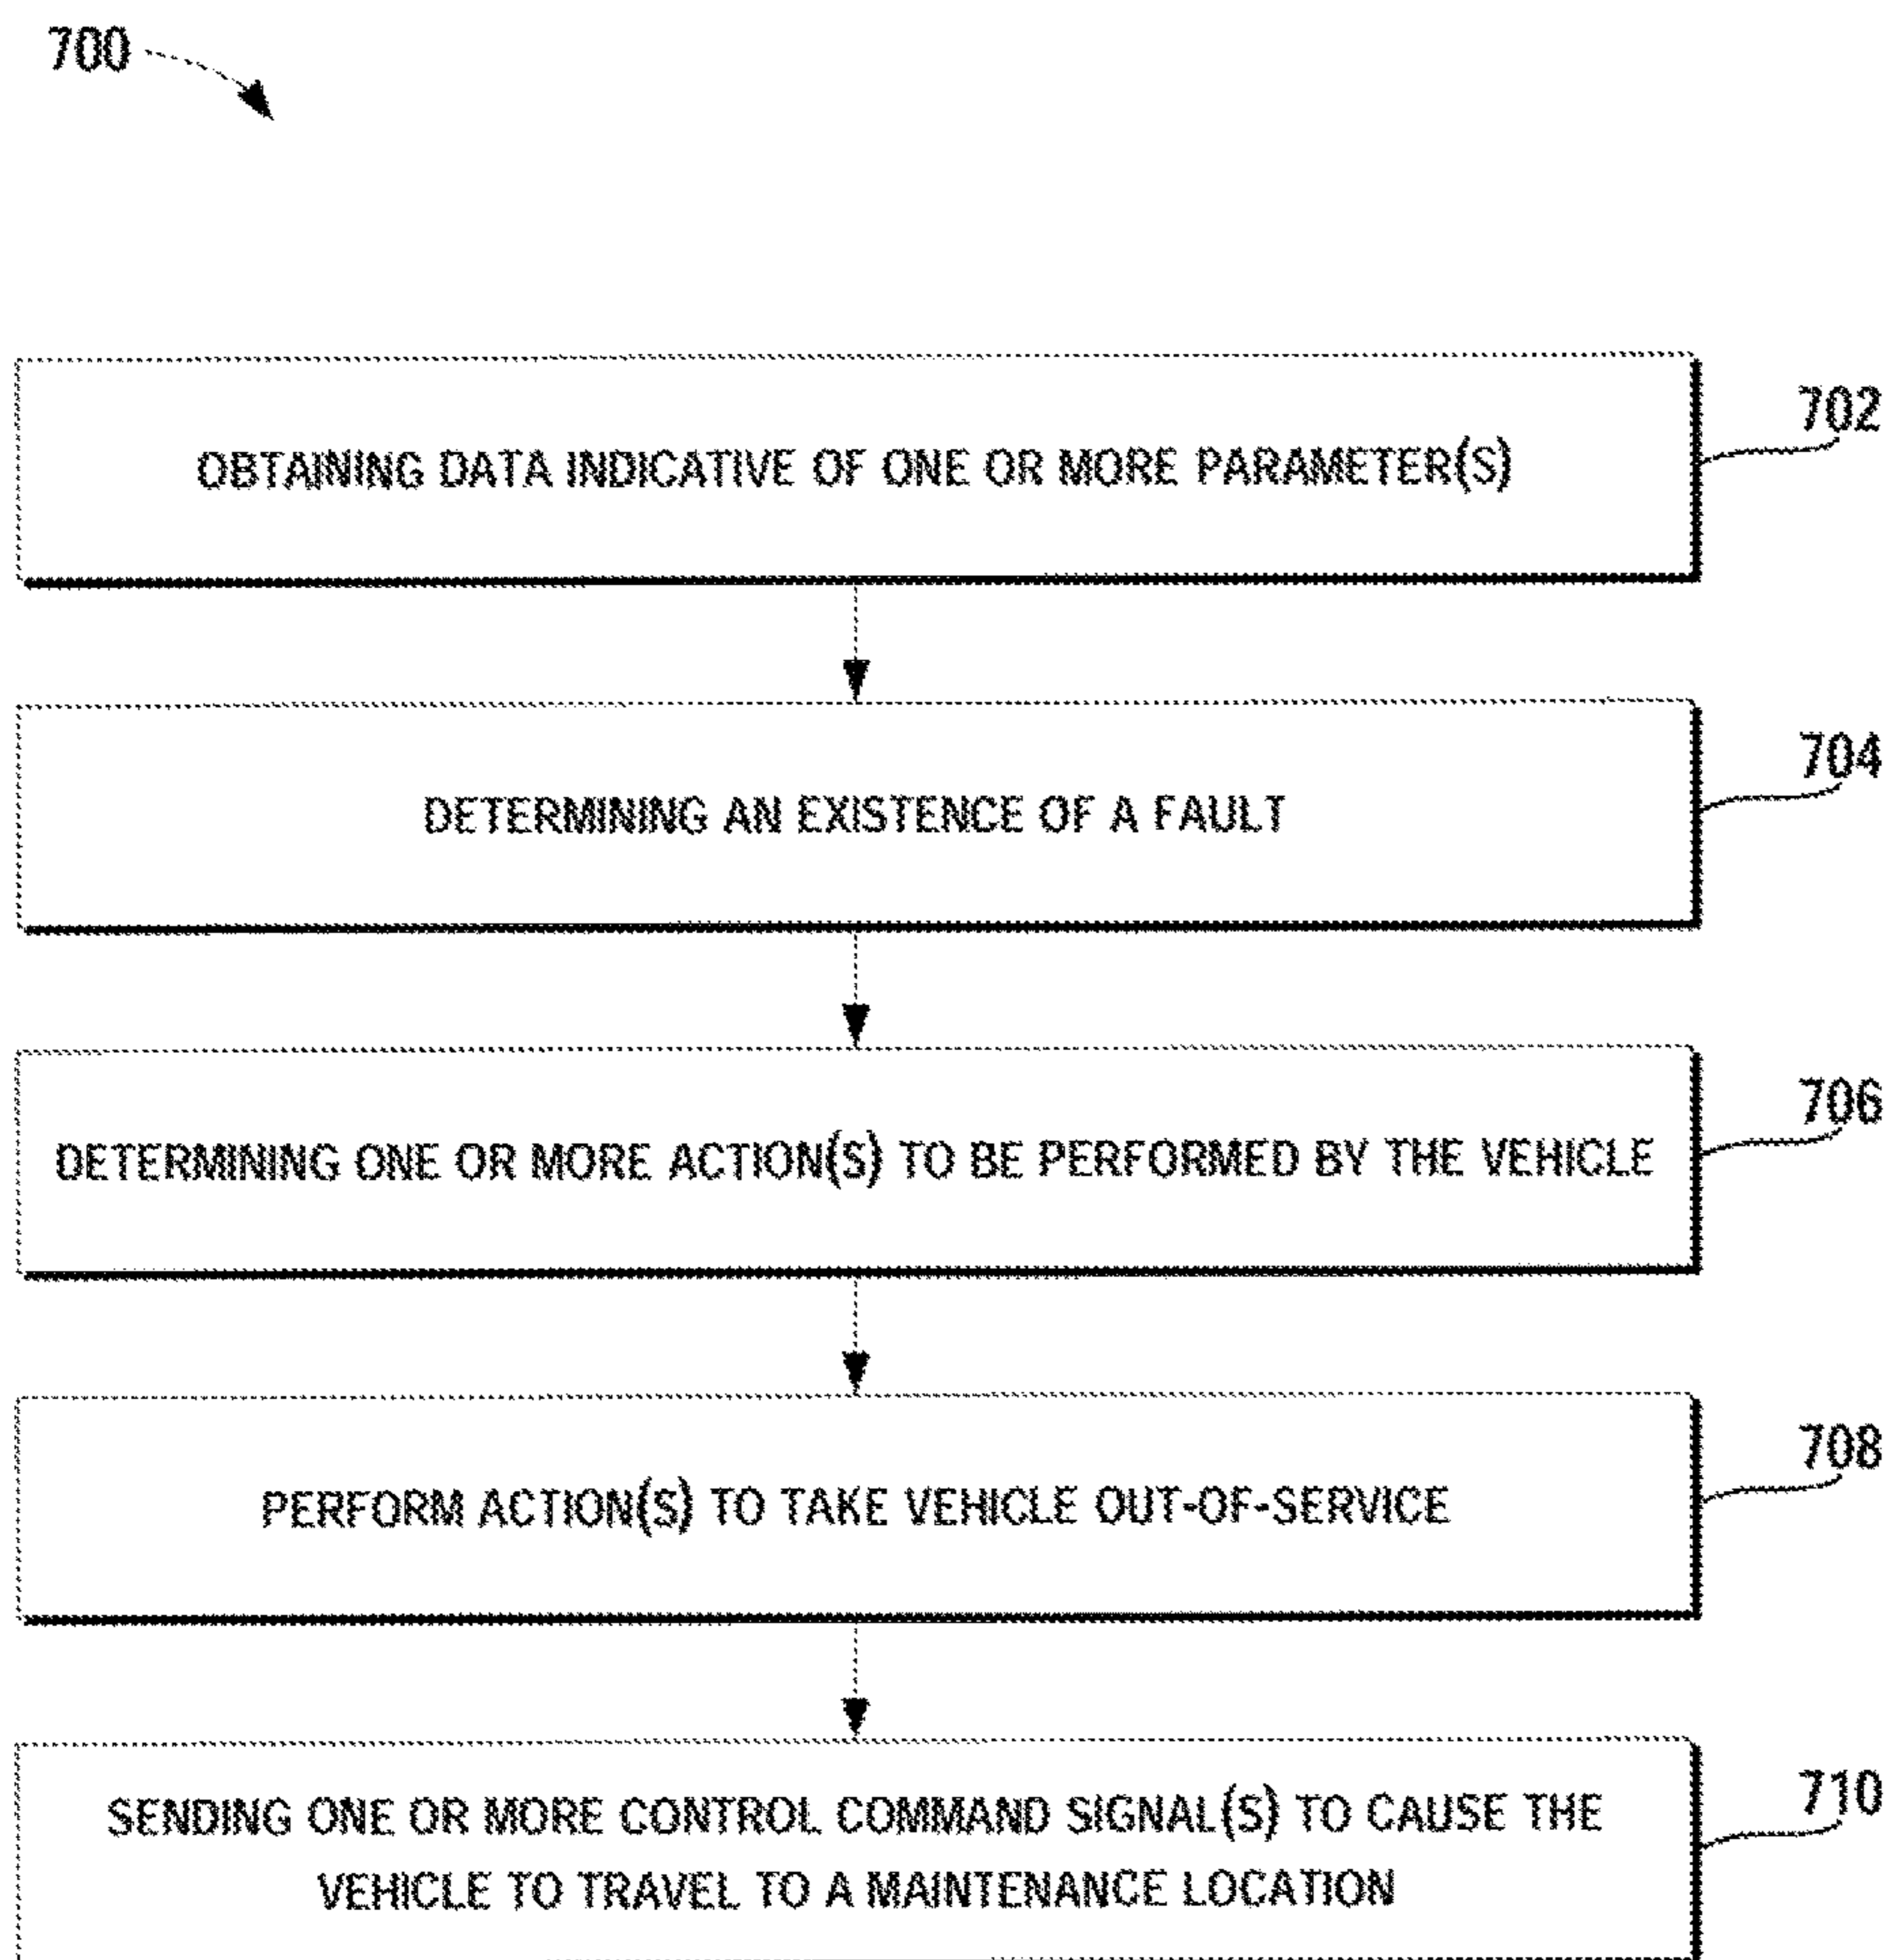 700
OBTAINING DATA INDICATIVE OF ONE OR MORE PARAMETER(S)
702
DETERMINING AN EXISTENCE OF A FAULT
704
DETERMINING ONE OR MORE ACTION(S) TO BE PERFORMED BY THE VEHICLE
706
PERFORM ACTION(S) TO TAKE VEHICLE OUT-OF-SERVICE
708
SENDING ONE OR MORE CONTROL COMMAND SIGNAL(S) TO CAUSE THE
VEHICLE TO TRAVEL TO A MAINTENANCE LOCATION
710